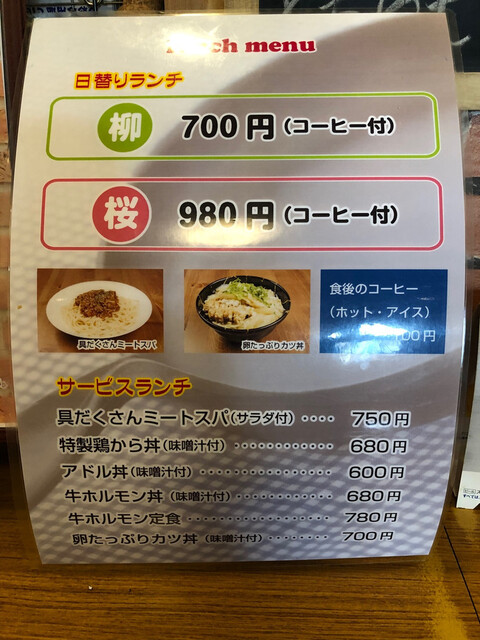 menu
日替りランチ
柳 700円（コーヒー付）
桜 980円（コーヒー付）
具だくさんミートスパ
卵たっぷりカツ丼
食後のコーヒー
（ホット・アイス）
00円
サービスランチ
具だくさんミートスパ（サラダ付）・・・・ 750円
特製鶏から丼（味噌汁付）・・・・・・・・・・・・ 680円
アドル丼（味噌汁付）・・・・・・・・・・・・・・・・ 600円
牛ホルモン丼（味噌汁付）・・・・・・・・・・・ 680円
牛ホルモン定食・・・・・・・・・・・・・・・・・・・・ 780円
卵たっぷりカツ丼（味噌汁付）・・・・・・・・ 700円